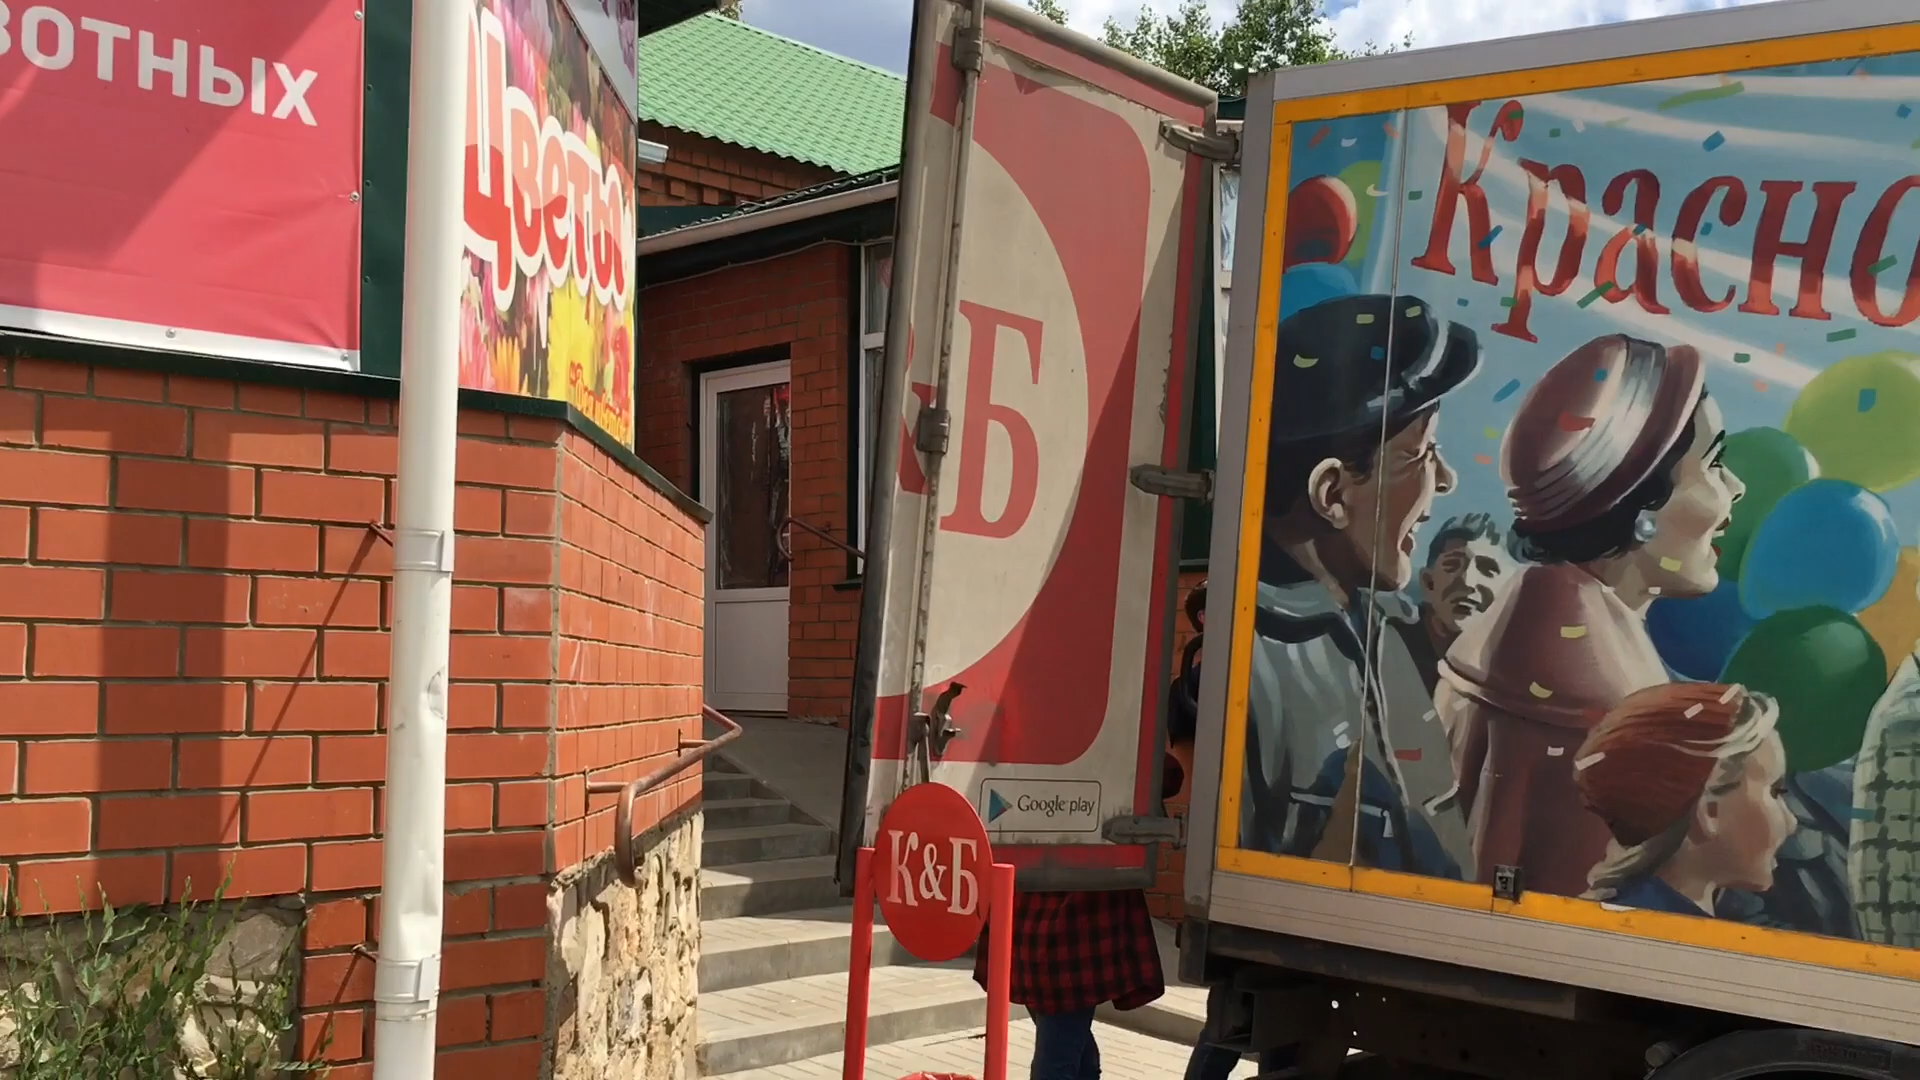 вотных
Цветы
&Б
Google play
К&Б
Красно